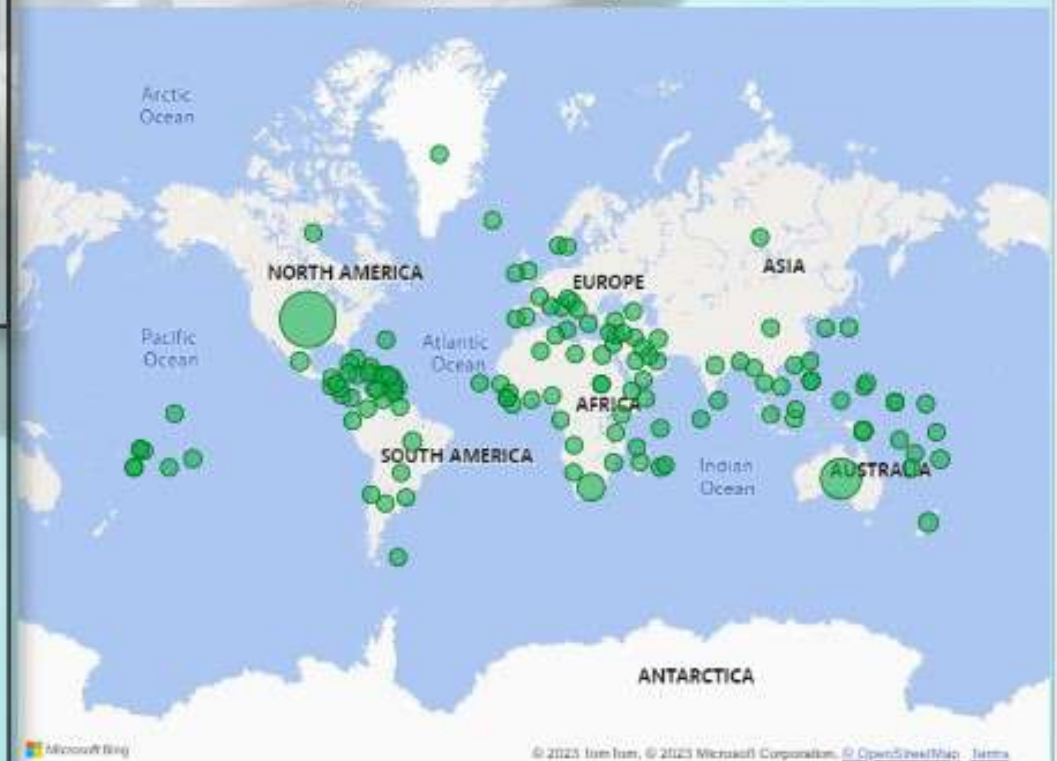 Arctic
Ocean
NORTH AMERICA
EUROPE
ASIA
Pacific
Ocean
Atlantic
Ocean
AFRICA
SOUTH AMERICA
Indian
Ocean
AUSTRALIA
ANTARCTICA
Microsoft Bing
© 2023 TomTom, © 2023 Microsoft Corporation, © OpenStreetMap Terms